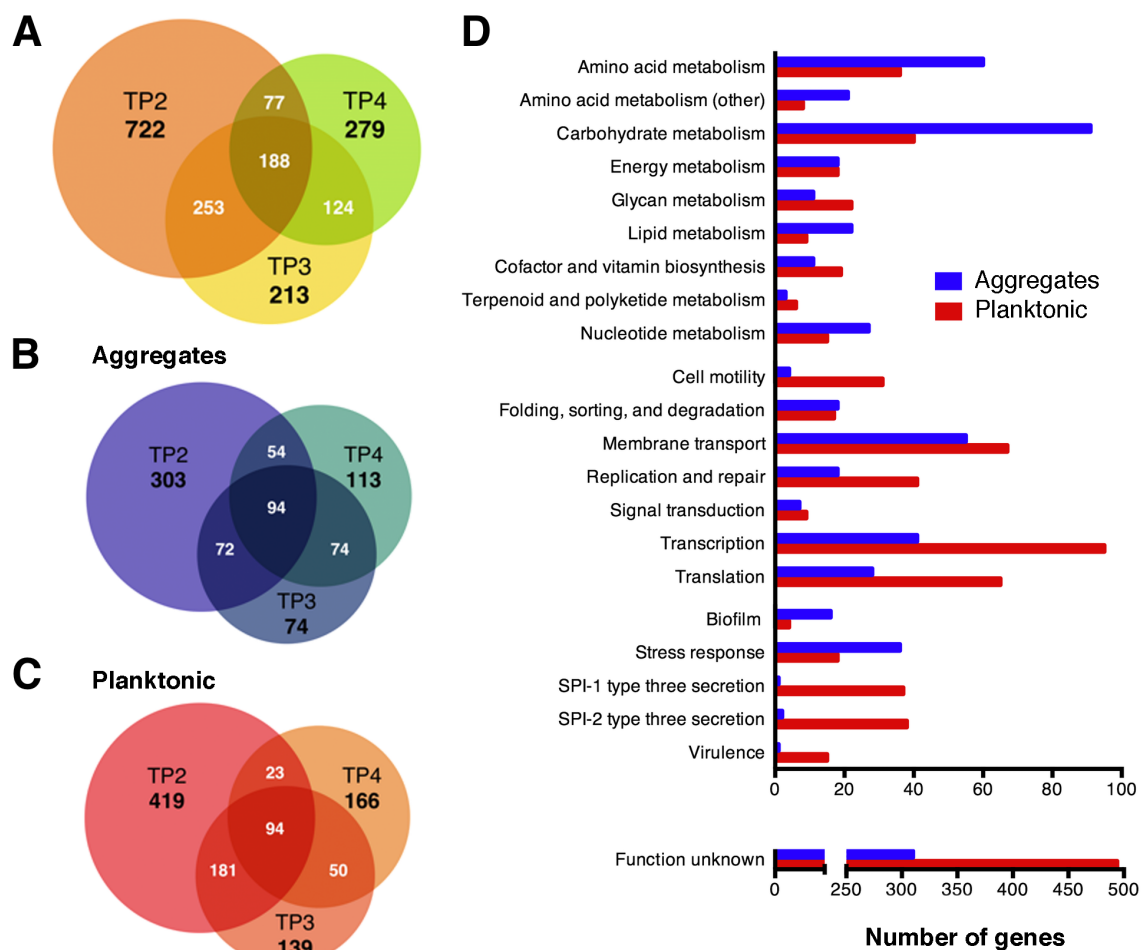 A
TP2
722
77
TP4
279
188
253
124
TP3
213
B
Aggregates
TP2
303
54
TP4
113
94
72
74
TP3
74
C
Planktonic
TP2
419
23
TP4
166
94
181
50
TP3
139
D
Amino acid metabolism
Amino acid metabolism (other)
Carbohydrate metabolism
Energy metabolism
Glycan metabolism
Lipid metabolism
Cofactor and vitamin biosynthesis
Terpenoid and polyketide metabolism
Nucleotide metabolism
Cell motility
Folding, sorting, and degradation
Membrane transport
Replication and repair
Signal transduction
Transcription
Translation
Biofilm
Stress response
SPI-1 type three secretion
SPI-2 type three secretion
Virulence
Aggregates
Planktonic
0 20 40 60 80 100
Function unknown
0 250 300 350 400 450 500
Number of genes